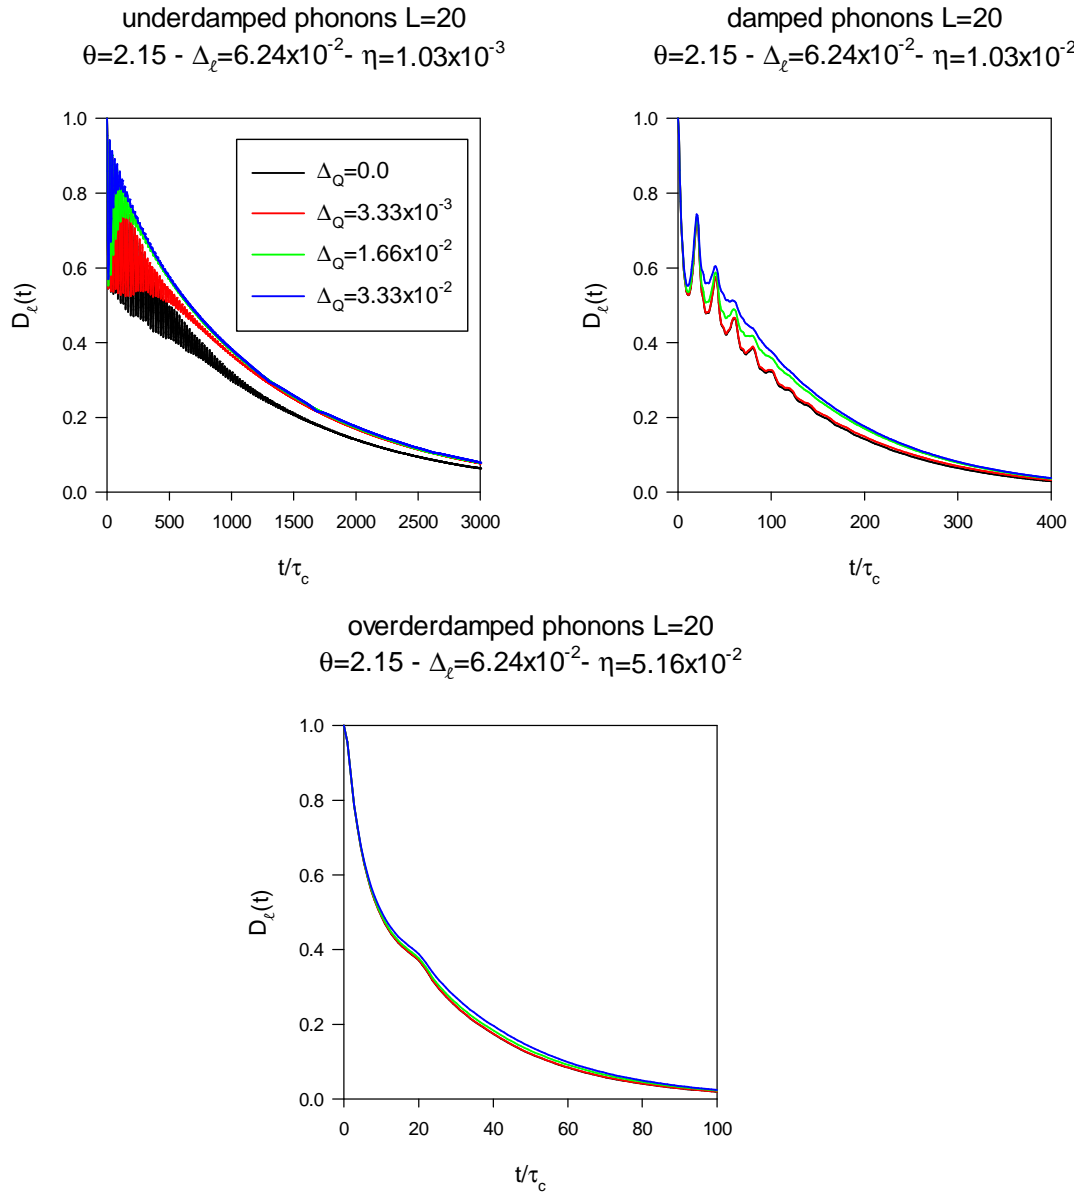 underdamped phonons L=20
θ=2.15 - Δℓ=6.24x10-2- η=1.03x10-3
damped phonons L=20
θ=2.15 - Δℓ=6.24x10-2- η=1.03x10-2
1.0
0.8
0.6
0.4
0.2
0.0
Dℓ(t)
ΔQ=0.0
ΔQ=3.33x10-3
ΔQ=1.66x10-2
ΔQ=3.33x10-2
0 500 1000 1500 2000 2500 3000
t/τc
1.0
0.8
0.6
0.4
0.2
0.0
Dℓ(t)
0 100 200 300 400
t/τc
overderdamped phonons L=20
θ=2.15 - Δℓ=6.24x10-2- η=5.16x10-2
1.0
0.8
0.6
0.4
0.2
0.0
Dℓ(t)
0 20 40 60 80 100
t/τc